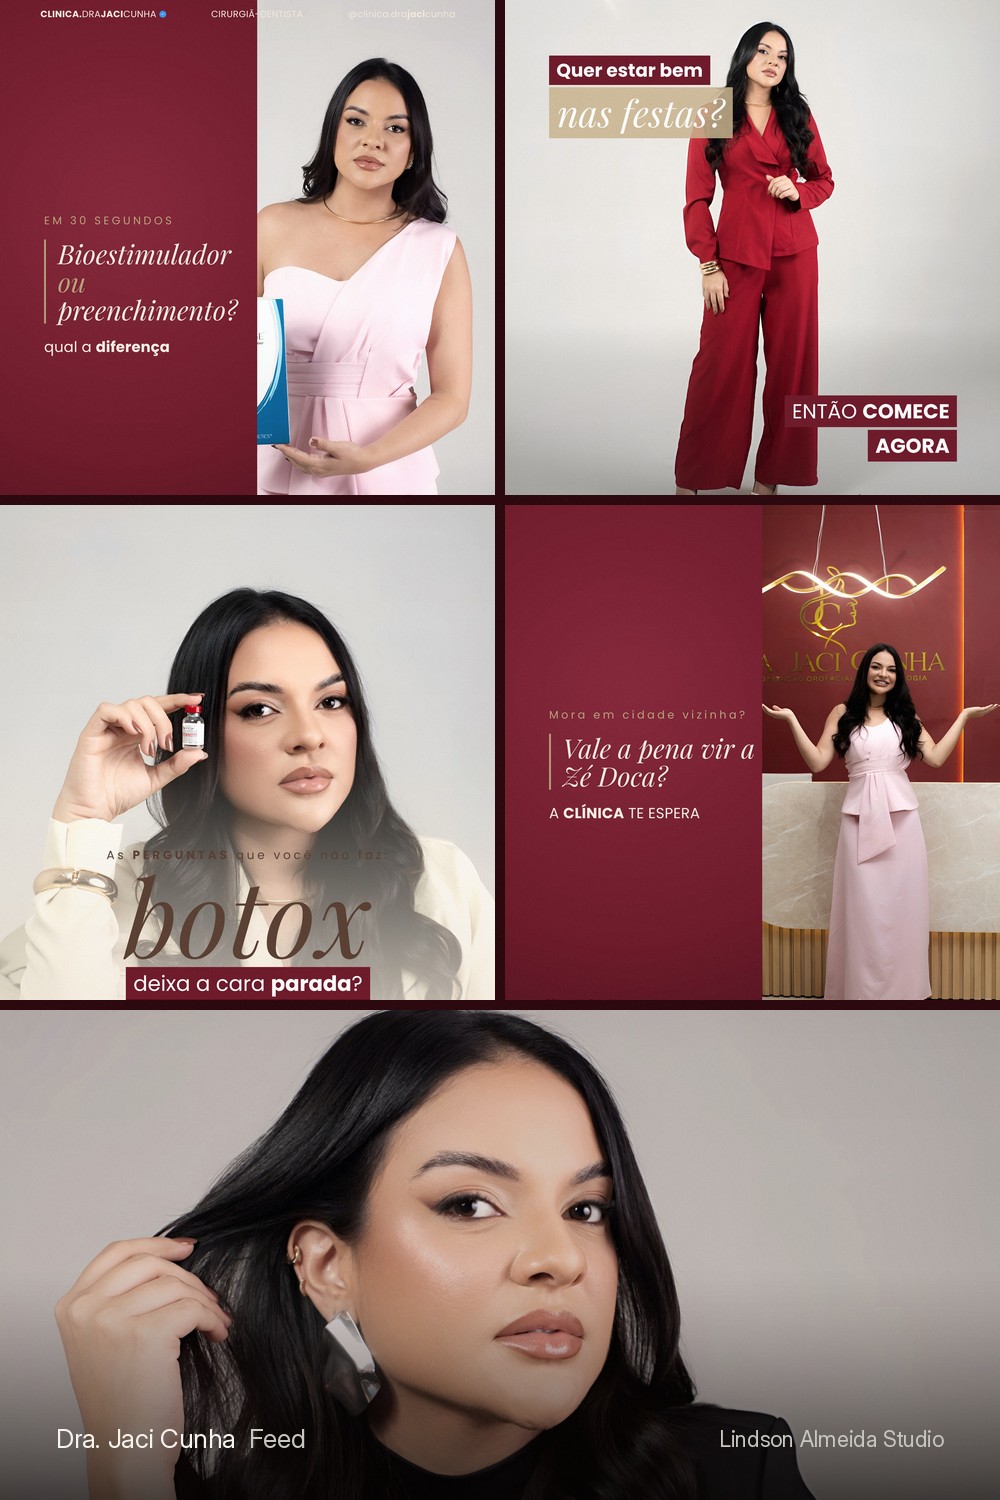 CLINICA.DRAJACICUNHA
CIRURGIÃ-DENTISTA
@clinica.drajacicunha
EM 30 SEGUNDOS
Bioestimulador
ou
preenchimento?
qual a diferença
Quer estar bem
nas festas?
ENTÃO COMECE
AGORA
As PERGUNTAS que você não faz:
botox
deixa a cara parada?
Mora em cidade vizinha?
Vale a pena vir a
Zé Doca?
A CLÍNICA TE ESPERA
JACI CUNHA
Dra. Jaci Cunha Feed
Lindson Almeida Studio